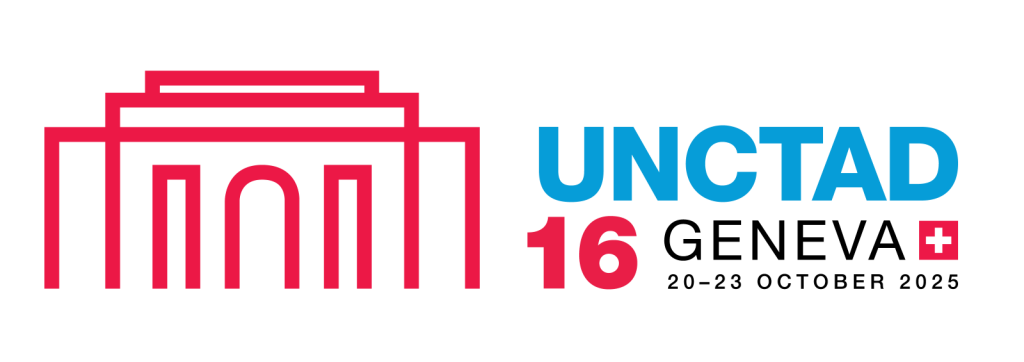 UNCTAD
16 GENEVA
20–23 OCTOBER 2025